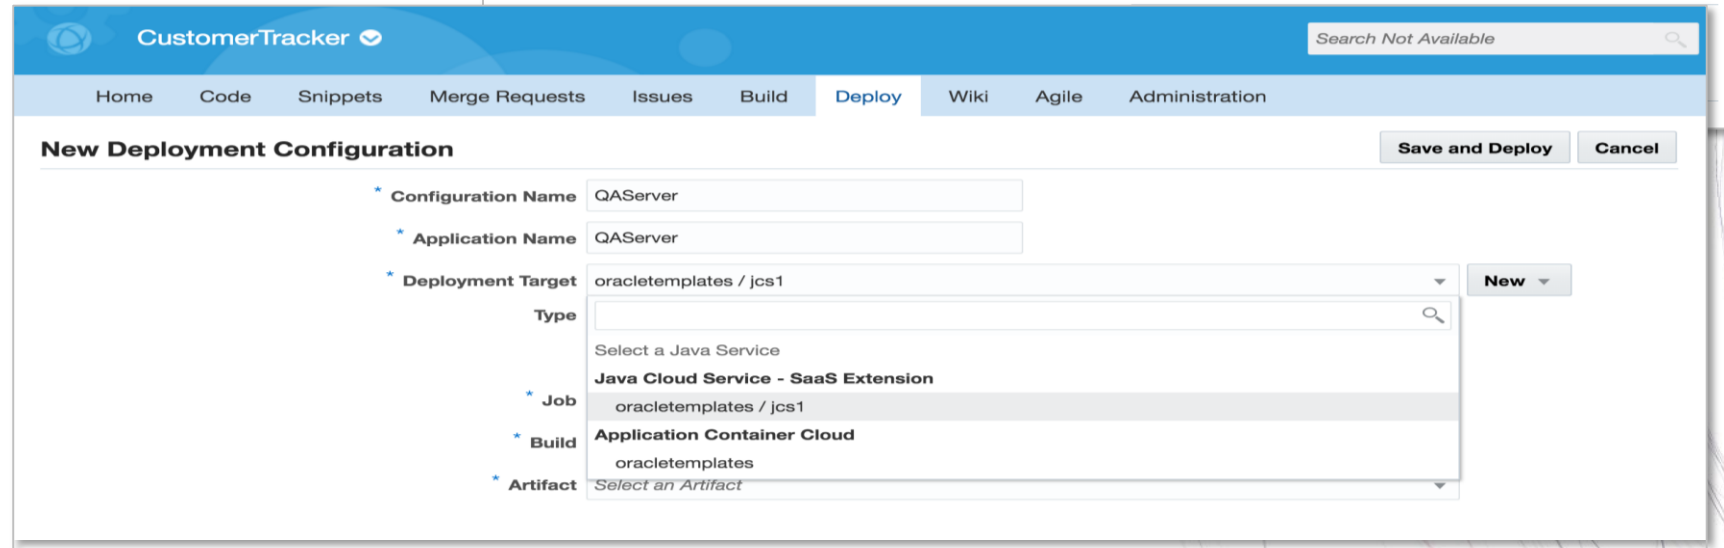 CustomerTracker
Search Not Available
Home Code Snippets Merge Requests Issues Build Deploy Wiki Agile Administration
New Deployment Configuration
Save and Deploy Cancel
* Configuration Name QAServer
* Application Name QAServer
* Deployment Target oracletemplates / jcs1 New
Type
Select a Java Service
Java Cloud Service - SaaS Extension
* Job oracletemplates / jcs1
* Build Application Container Cloud
oracletemplates
* Artifact Select an Artifact